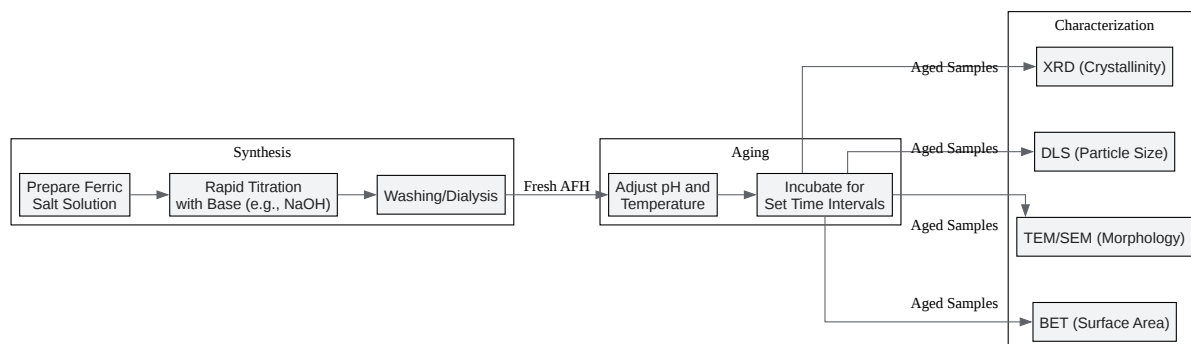 Synthesis
Prepare Ferric
Salt Solution
Rapid Titration
with Base (e.g., NaOH)
Washing/Dialysis
Fresh AFH
Aging
Adjust pH and
Temperature
Incubate for
Set Time Intervals
Aged Samples
Aged Samples
Aged Samples
Aged Samples
Characterization
XRD (Crystallinity)
DLS (Particle Size)
TEM/SEM (Morphology)
BET (Surface Area)